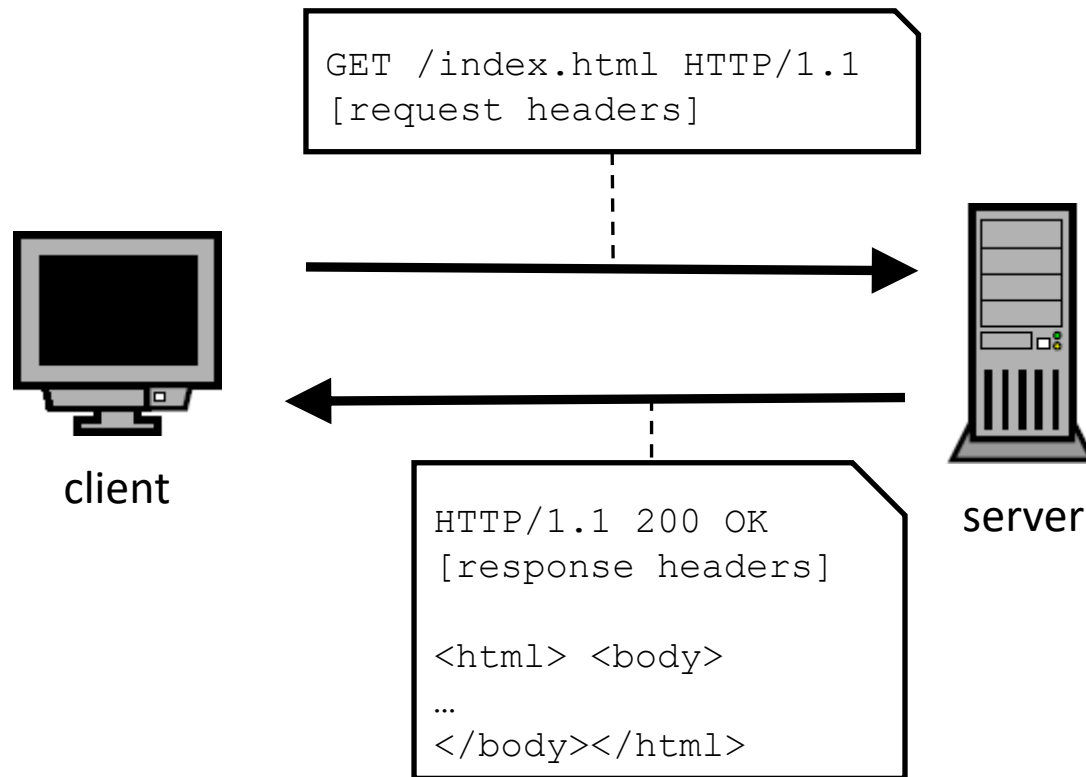 GET /index.html HTTP/1.1
[request headers]
client
server
HTTP/1.1 200 OK
[response headers]
<html> <body>
…
</body></html>